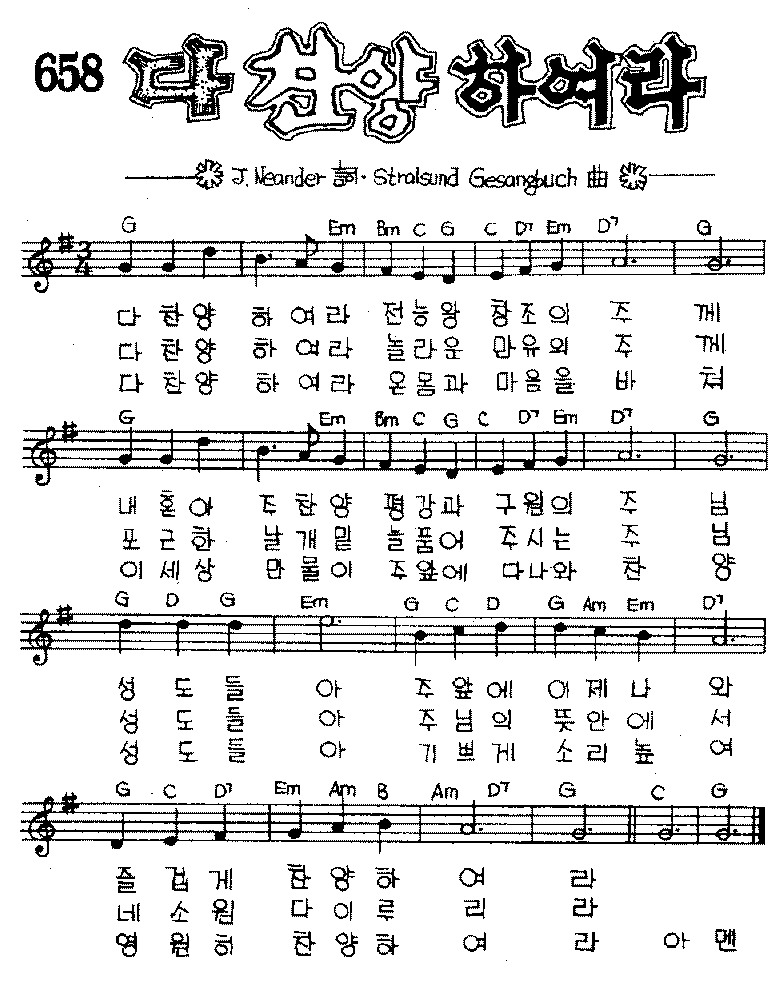 658 다 찬양 하여라
J. Neander 詞 · Stralsund Gesangbuch 曲
G Em Bm C G C D7 Em D7 G
3/4
다 찬 양 하 여 라 전 능 왕 창 조 의 주 께
다 찬 양 하 여 라 놀 라 운 만 유 의 주 께
다 찬 양 하 여 라 온 몸 과 마 음 을 바 쳐
G Em Bm C G C D7 Em D7 G
내 혼 아 주 찬 양 평 강 과 구 원 의 주 님
포 근 한 날 개 밑 늘 품 어 주 시 는 주 님
이 세 상 만 물 이 주 앞 에 다 나 와 찬 양
G D G Em G C D G Am Em D7
성 도 들 아 주 앞 에 이 제 나 와
성 도 들 아 주 님 의 뜻 안 에 서
성 도 들 아 기 쁘 게 소 리 높 여
G C D7 Em Am B Am D7 G C G
즐 겁 게 찬 양 하 여 라
네 소 원 다 이 루 리 라
영 원 히 찬 양 하 여 라 아 멘